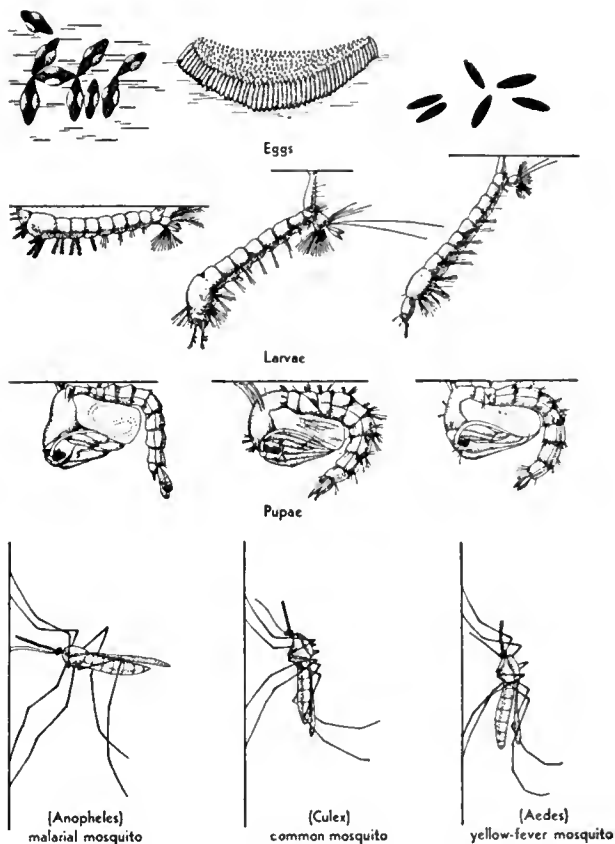 Eggs
Larvae
Pupae
(Anopheles)
malarial mosquito
(Culex)
common mosquito
(Aedes)
yellow-fever mosquito